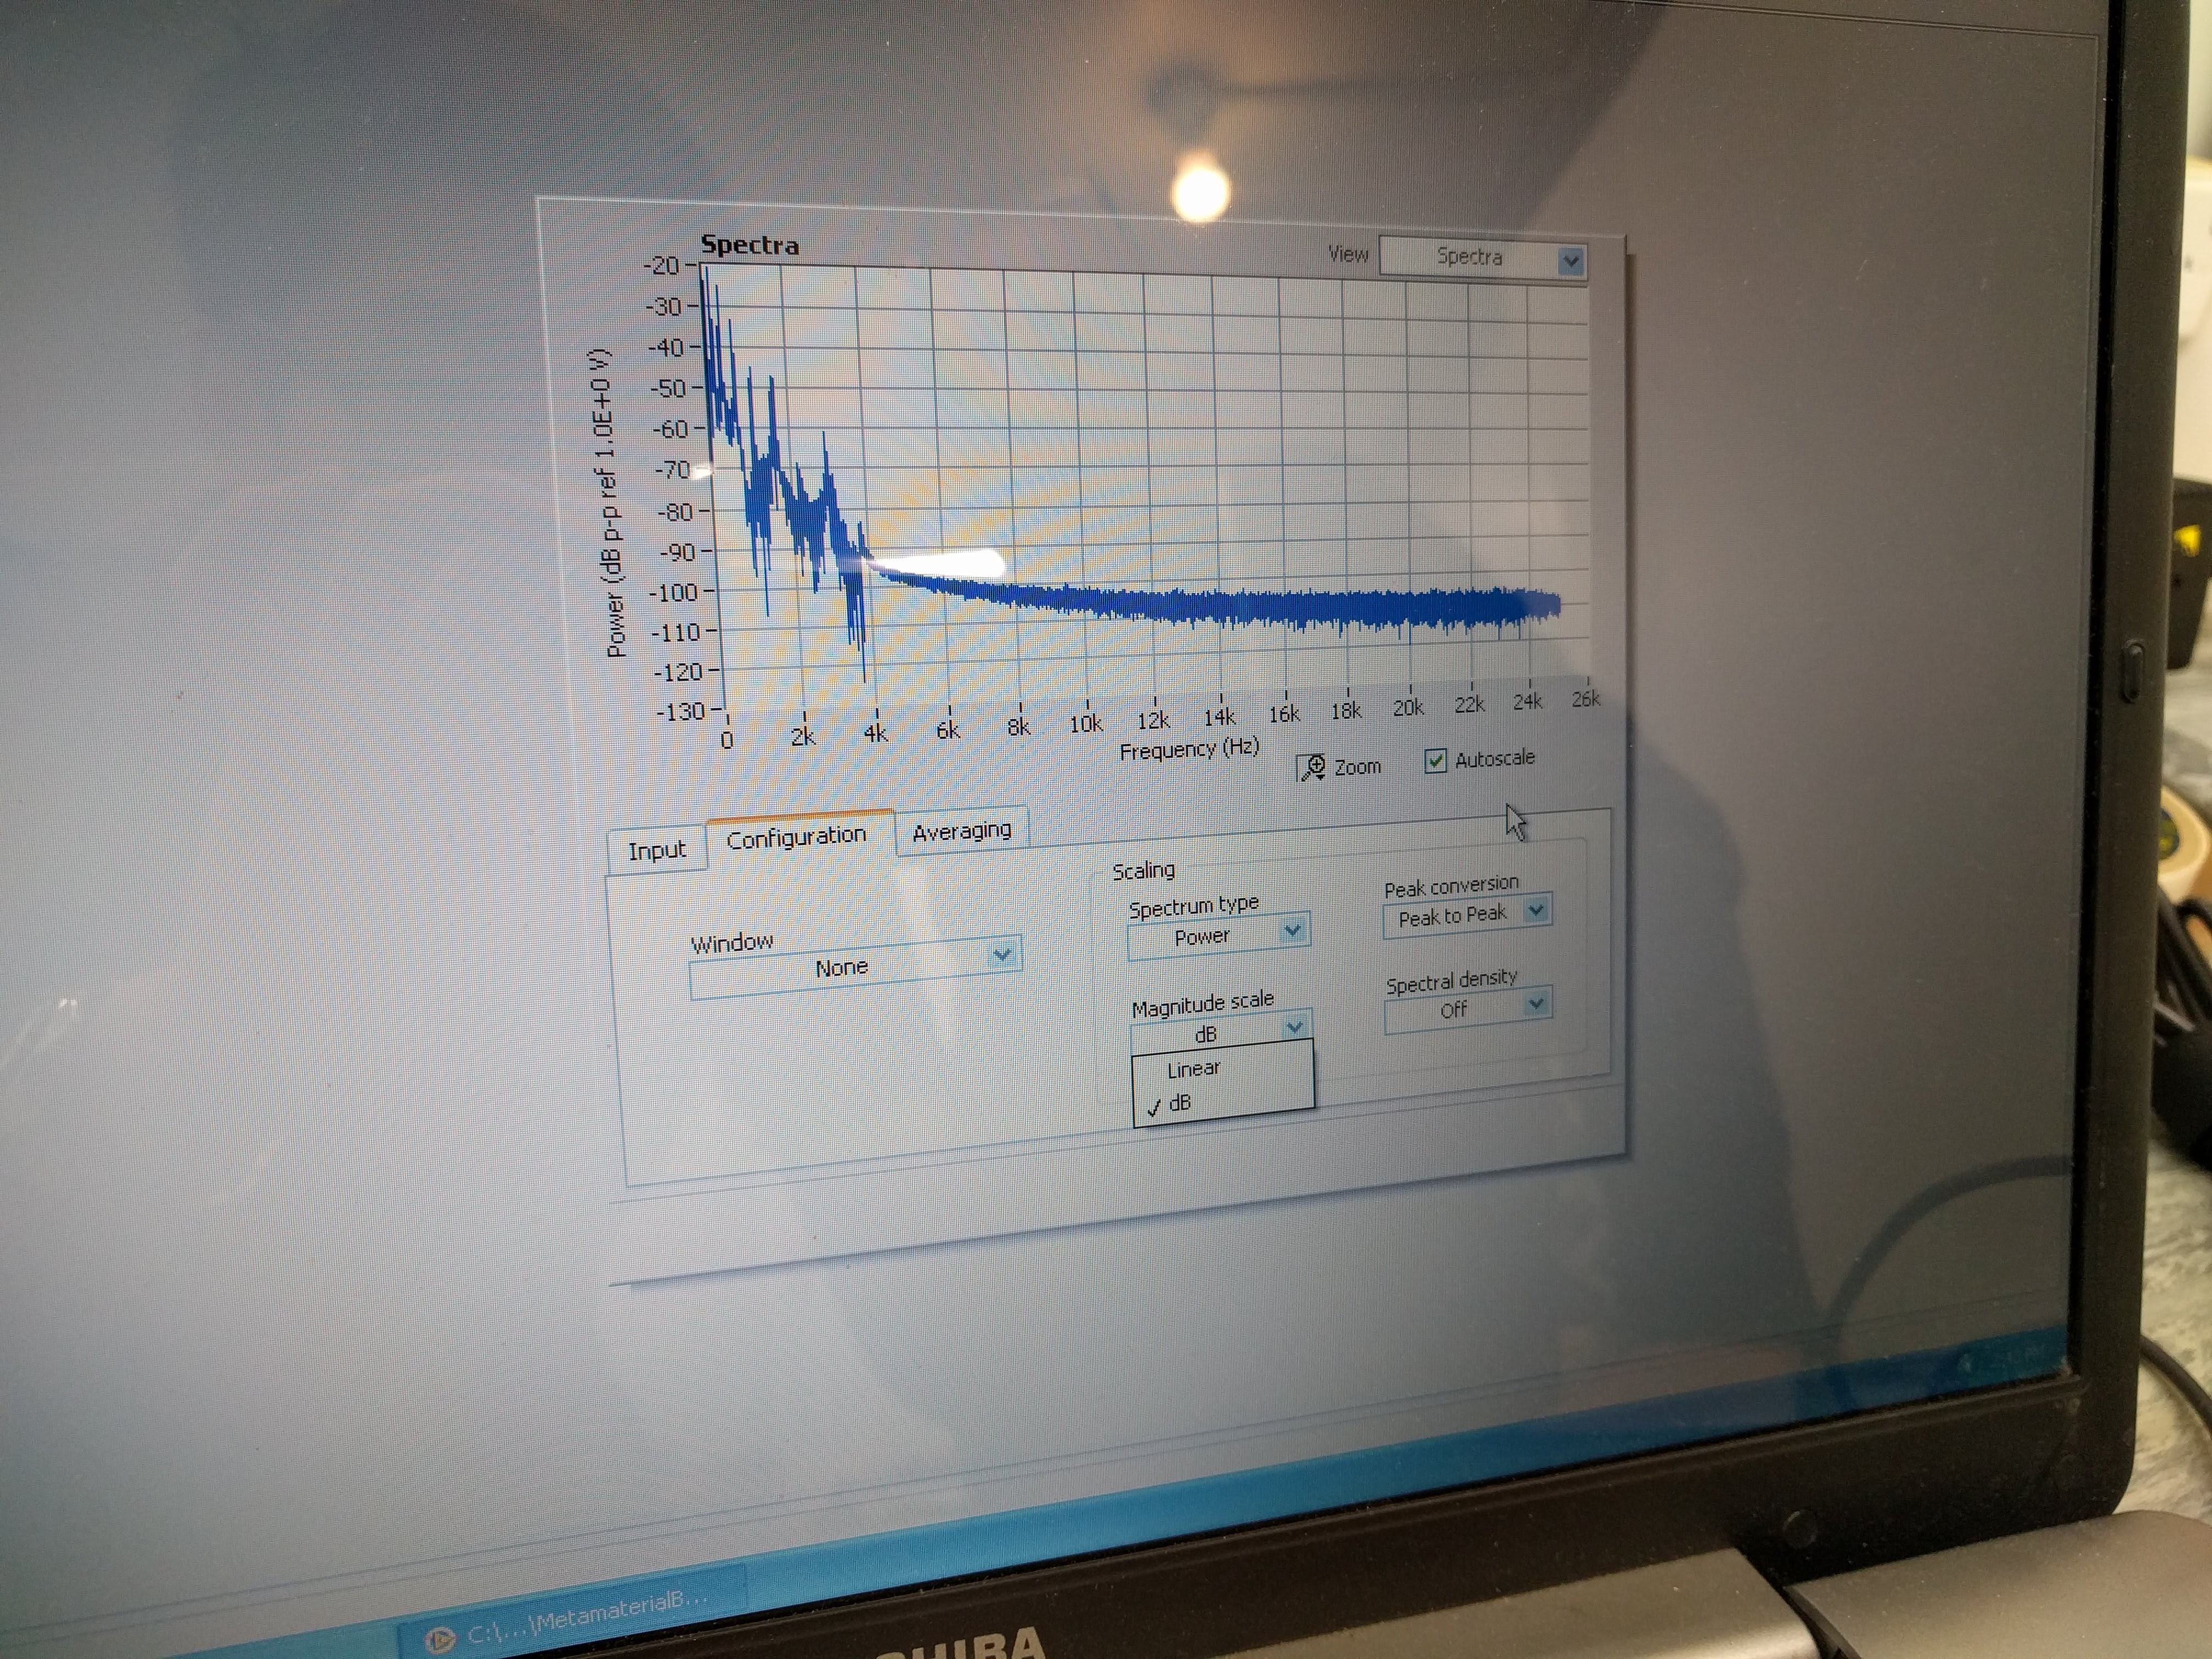 Spectra
View
Spectra
-20
-30
-40
-50
-60
-70
-80
-90
-100
-110
-120
-130
Power (dB p-p ref 1.0E+0 V)
0
2k
4k
6k
8k
10k
12k
14k
16k
18k
20k
22k
24k
26k
Frequency (Hz)
Zoom
Autoscale
Input
Configuration
Averaging
Window
None
Scaling
Spectrum type
Power
Peak conversion
Peak to Peak
Magnitude scale
dB
Linear
dB
Spectral density
Off
C:\...\MetamaterialB...
SHIBA